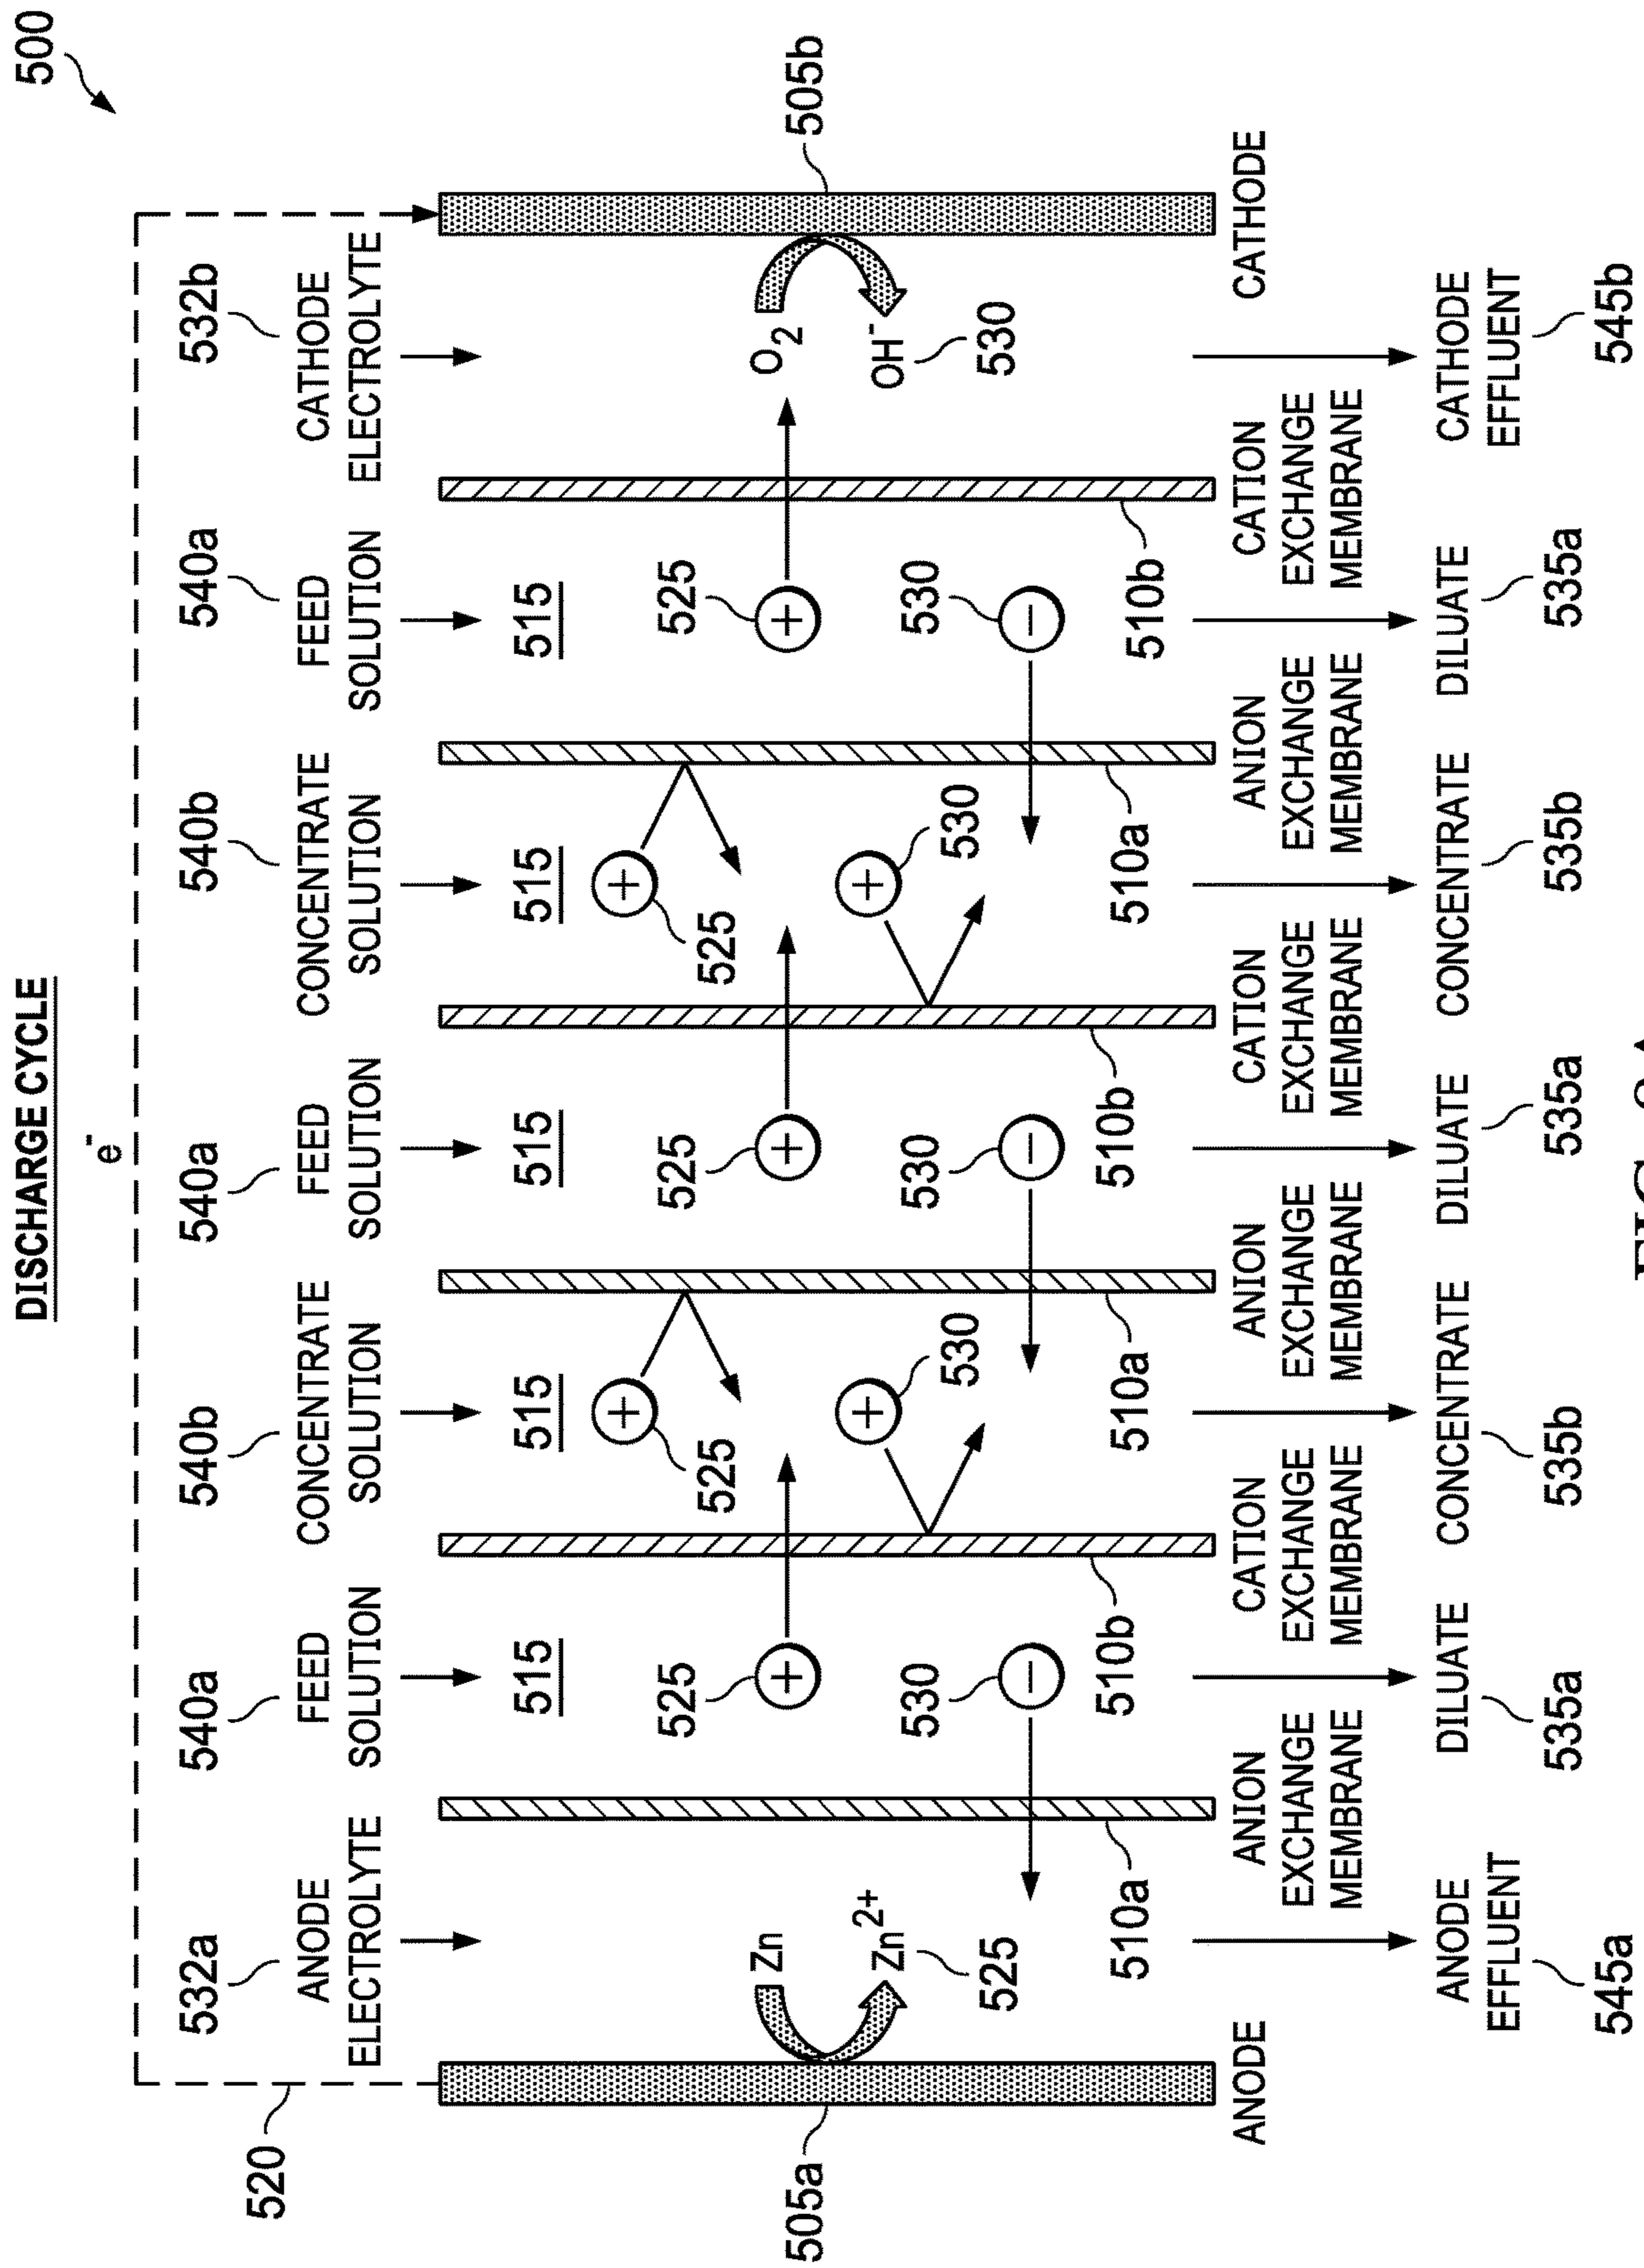 DISCHARGE CYCLE
500
e⁻
520
532a
ANODE
ELECTROLYTE
540a
FEED
SOLUTION
540b
CONCENTRATE
SOLUTION
540a
FEED
SOLUTION
540b
CONCENTRATE
SOLUTION
540a
FEED
SOLUTION
532b
CATHODE
ELECTROLYTE
515
515
515
515
515
505a
Zn
Zn²⁺
525
525
+
530
−
+
525
+
530
525
+
530
−
+
525
+
530
525
+
530
−
O₂
OH⁻
530
505b
510a
510b
510a
510b
510a
510b
ANODE
ANION
EXCHANGE
MEMBRANE
CATION
EXCHANGE
MEMBRANE
ANION
EXCHANGE
MEMBRANE
CATION
EXCHANGE
MEMBRANE
ANION
EXCHANGE
MEMBRANE
CATION
EXCHANGE
MEMBRANE
CATHODE
ANODE
EFFLUENT
545a
DILUATE
535a
CONCENTRATE
535b
DILUATE
535a
CONCENTRATE
535b
DILUATE
535a
CATHODE
EFFLUENT
545b